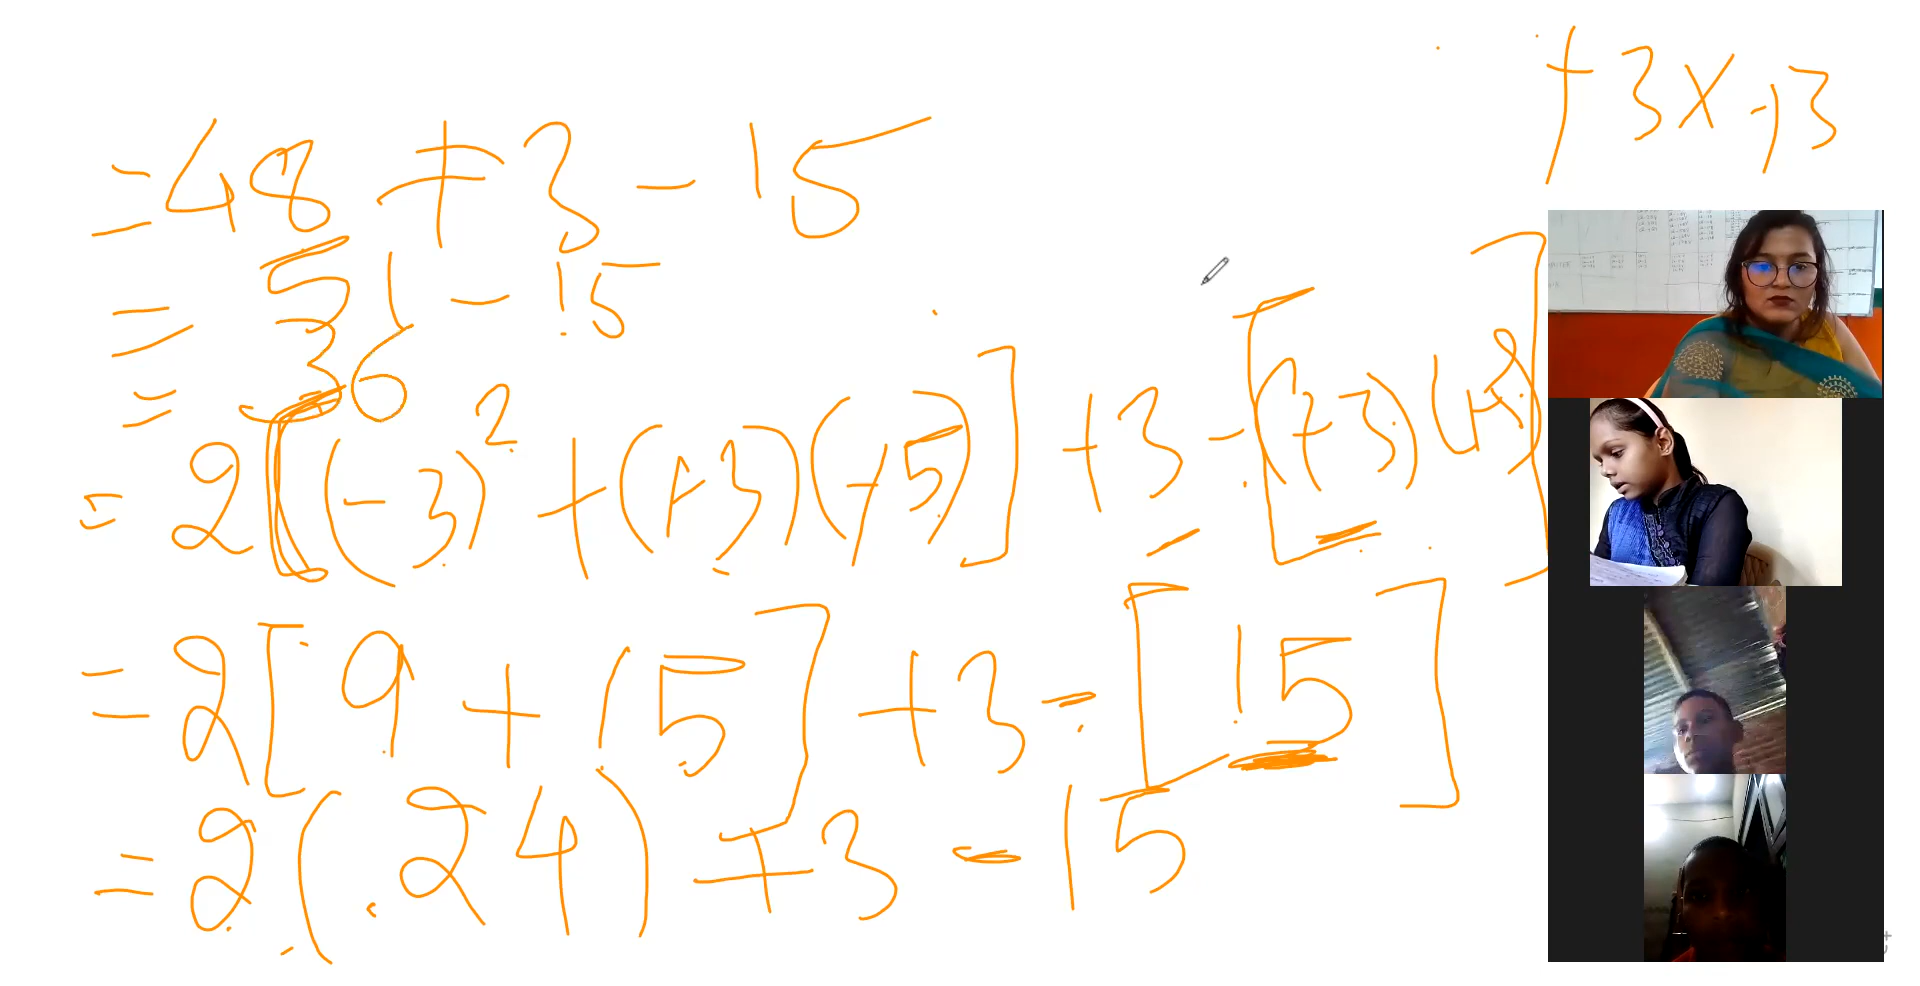 +3x+3
=48+3-15
= 51-15
= 36
= 2[(-3)² + (+3)(+5)] +3 - [(+3)(+5)]
=2[9+15]+3-[15]
=2(24)+3-15